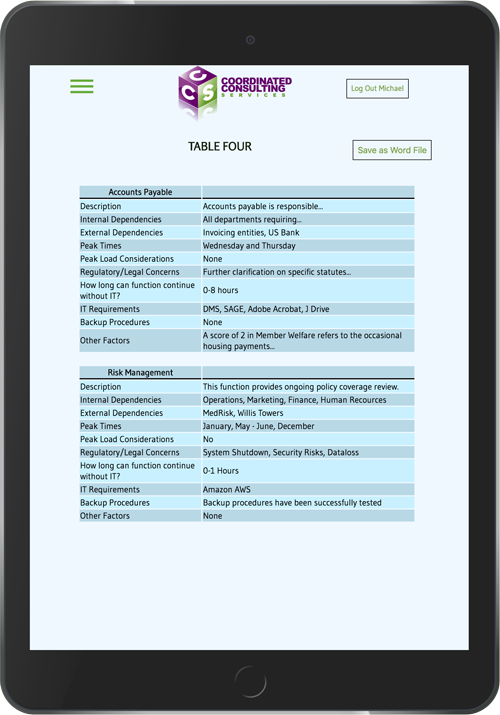 C C S
COORDINATED
CONSULTING
SERVICES
Log Out Michael
TABLE FOUR
Save as Word File
Accounts Payable
Description Accounts payable is responsible...
Internal Dependencies All departments requiring...
External Dependencies Invoicing entities, US Bank
Peak Times Wednesday and Thursday
Peak Load Considerations None
Regulatory/Legal Concerns Further clarification on specific statutes...
How long can function continue
without IT? 0-8 hours
IT Requirements DMS, SAGE, Adobe Acrobat, J Drive
Backup Procedures None
Other Factors A score of 2 in Member Welfare refers to the occasional
housing payments...
Risk Management
Description This function provides ongoing policy coverage review.
Internal Dependencies Operations, Marketing, Finance, Human Recources
External Dependencies MedRisk, Willis Towers
Peak Times January, May - June, December
Peak Load Considerations No
Regulatory/Legal Concerns System Shutdown, Security Risks, Dataloss
How long can function continue
without IT? 0-1 Hours
IT Requirements Amazon AWS
Backup Procedures Backup procedures have been successfully tested
Other Factors None